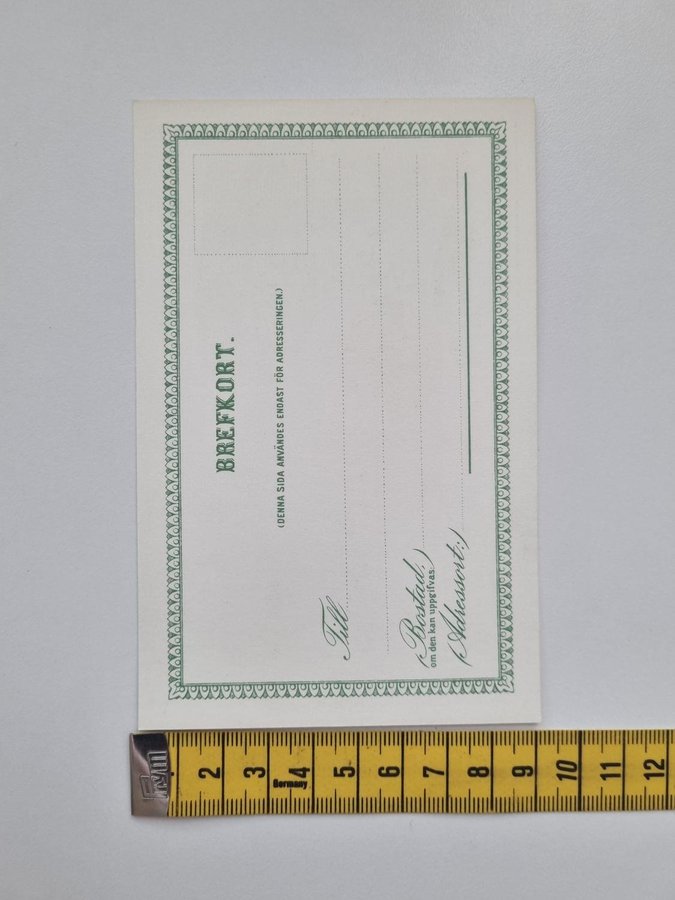 BREFKORT.
(DENNA SIDA ANVÄNDES ENDAST FÖR ADRESSERINGEN.)
Till
(Bostad:)
om den kan uppgifvas.
(Adressort:)
2 3 4 5 6 7 8 9 10 11 12
Germany